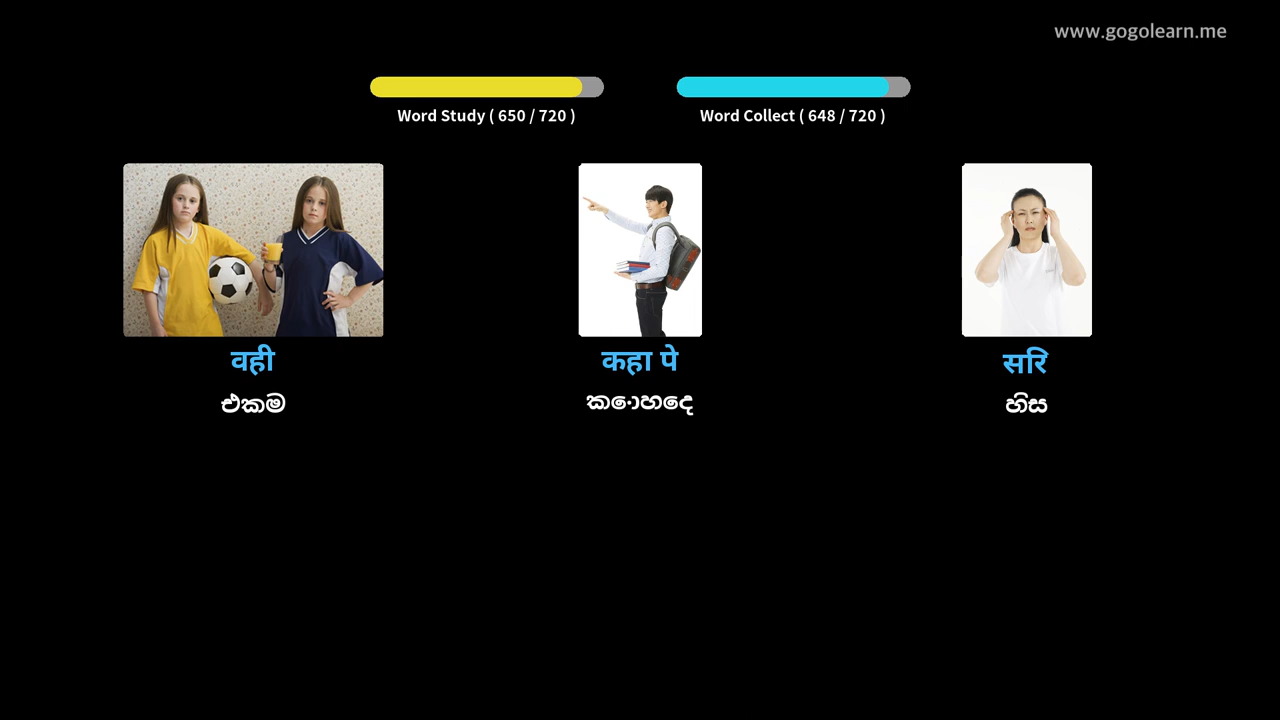 www.gogolearn.me
Word Study ( 650 / 720 )
Word Collect ( 648 / 720 )
वही
कहा पे
सरि
එකම
කොහෙද
හිස